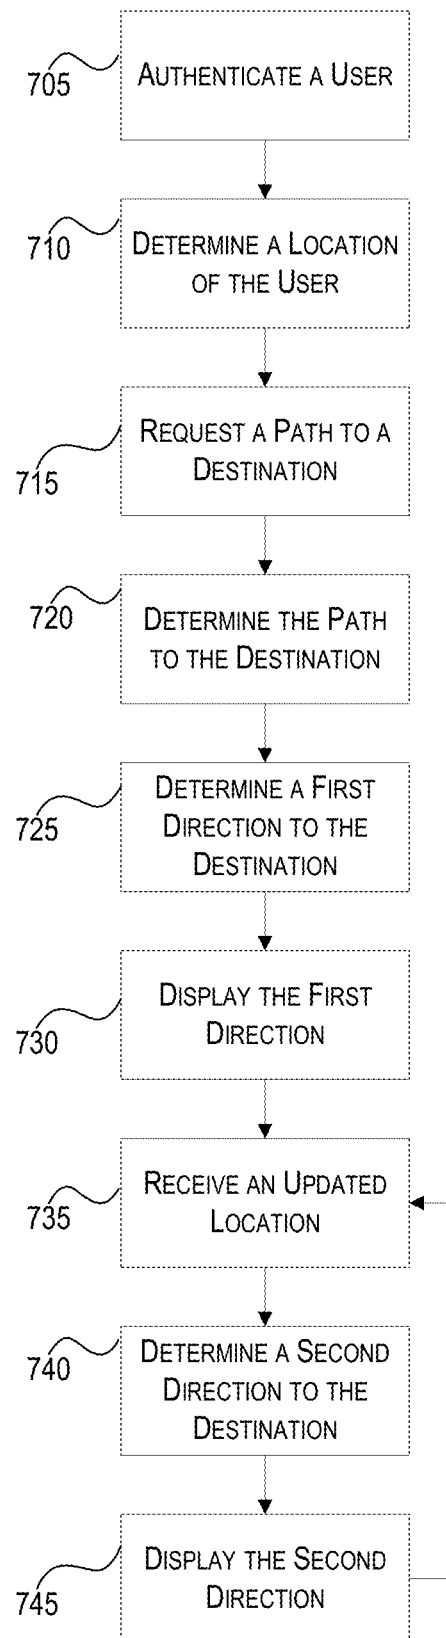 705
AUTHENTICATE A USER
710
DETERMINE A LOCATION
OF THE USER
715
REQUEST A PATH TO A
DESTINATION
720
DETERMINE THE PATH
TO THE DESTINATION
725
DETERMINE A FIRST
DIRECTION TO THE
DESTINATION
730
DISPLAY THE FIRST
DIRECTION
735
RECEIVE AN UPDATED
LOCATION
740
DETERMINE A SECOND
DIRECTION TO THE
DESTINATION
745
DISPLAY THE SECOND
DIRECTION